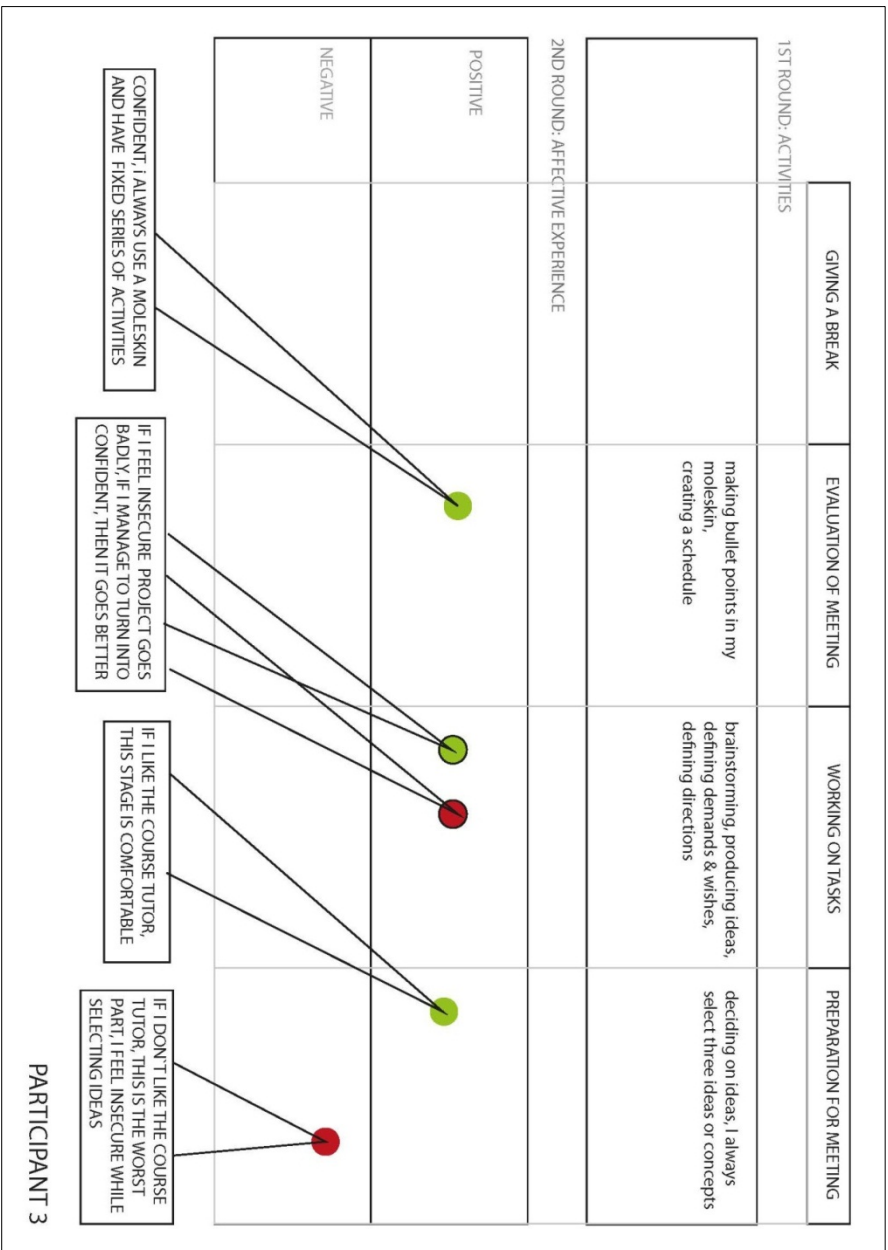 GIVING A BREAK
EVALUATION OF MEETING
WORKING ON TASKS
PREPARATION FOR MEETING
1ST ROUND: ACTIVITIES
making bullet points in my
moleskin,
creating a schedule
brainstorming, producing ideas,
defining demands & wishes,
defining directions
deciding on ideas, I always
select three ideas or concepts
2ND ROUND: AFFECTIVE EXPERIENCE
POSITIVE
NEGATIVE
CONFIDENT, i ALWAYS USE A MOLESKIN
AND HAVE FIXED SERIES OF ACTIVITIES
IF I FEEL INSECURE PROJECT GOES
BADLY, IF I MANAGE TO TURN INTO
CONFIDENT, THEN IT GOES BETTER
IF I LIKE THE COURSE TUTOR,
THIS STAGE IS COMFORTABLE
IF I DON`T LIKE THE COURSE
TUTOR, THIS IS THE WORST
PART, I FEEL INSECURE WHILE
SELECTING IDEAS
PARTICIPANT 3